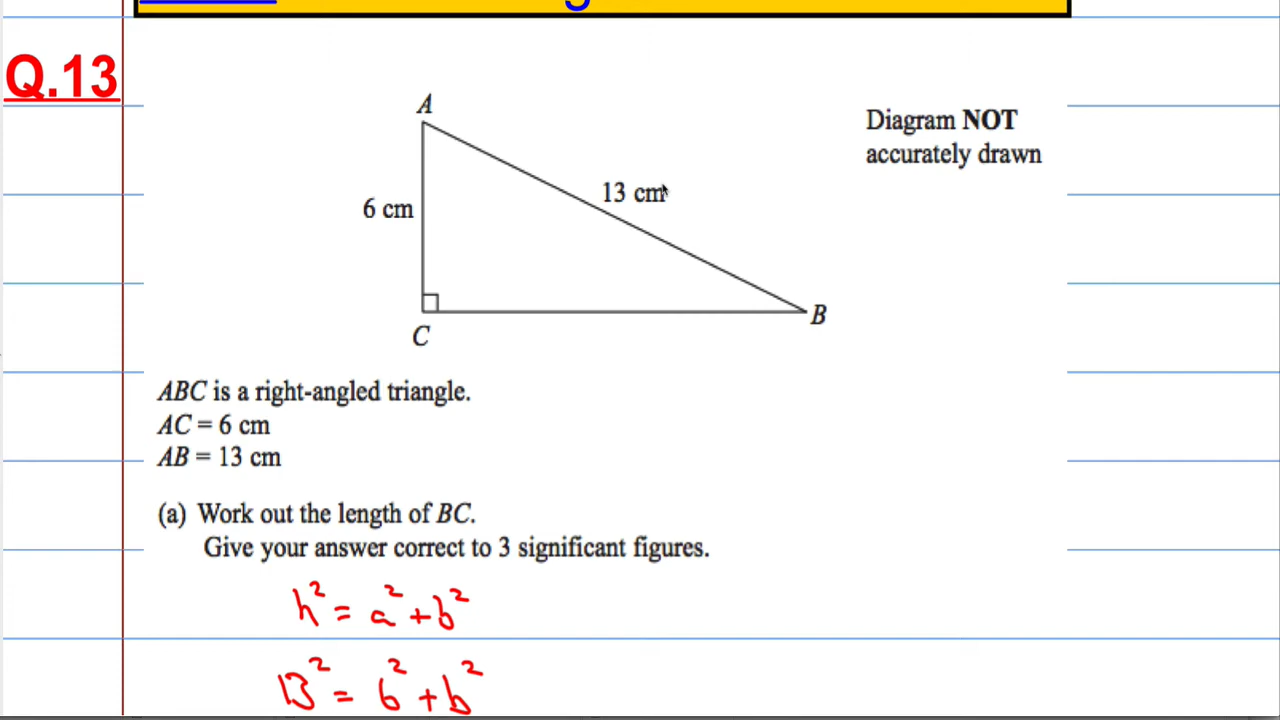 Q.13
A
Diagram NOT
accurately drawn
13 cm
6 cm
B
C
ABC is a right-angled triangle.
AC = 6 cm
AB = 13 cm
(a) Work out the length of BC.
Give your answer correct to 3 significant figures.
h² = a² + b²
13² = 6² + b²